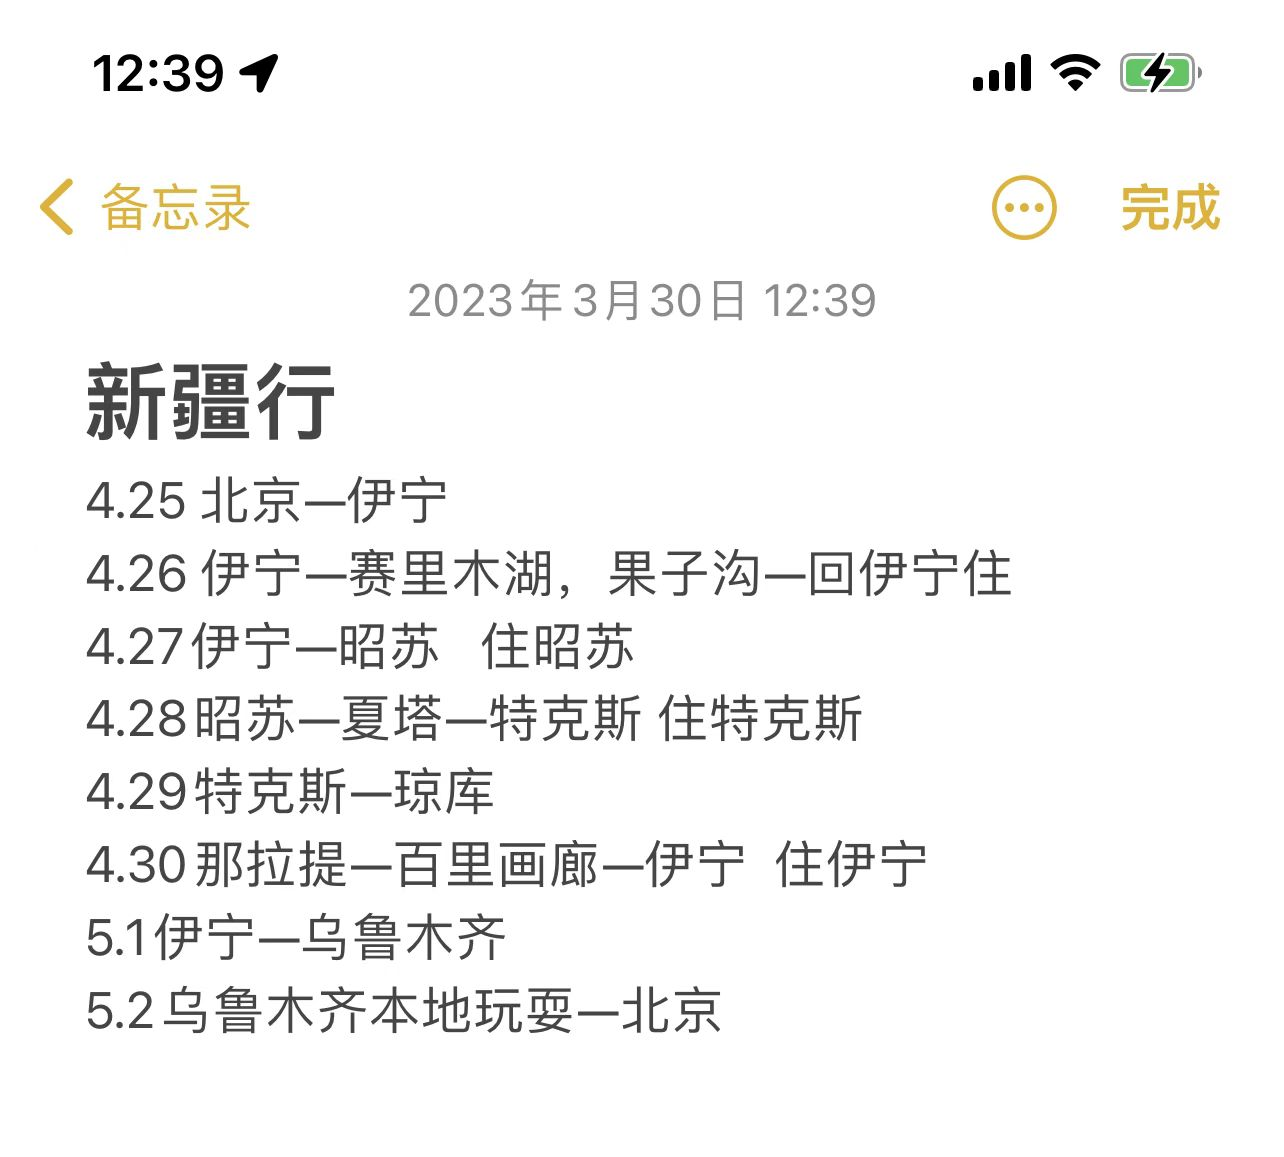 12:39
备忘录
完成
2023年3月30日 12:39
新疆行
4.25 北京—伊宁
4.26 伊宁—赛里木湖，果子沟—回伊宁住
4.27伊宁—昭苏   住昭苏
4.28昭苏—夏塔—特克斯 住特克斯
4.29特克斯—琼库
4.30那拉提—百里画廊—伊宁  住伊宁
5.1伊宁—乌鲁木齐
5.2乌鲁木齐本地玩耍—北京